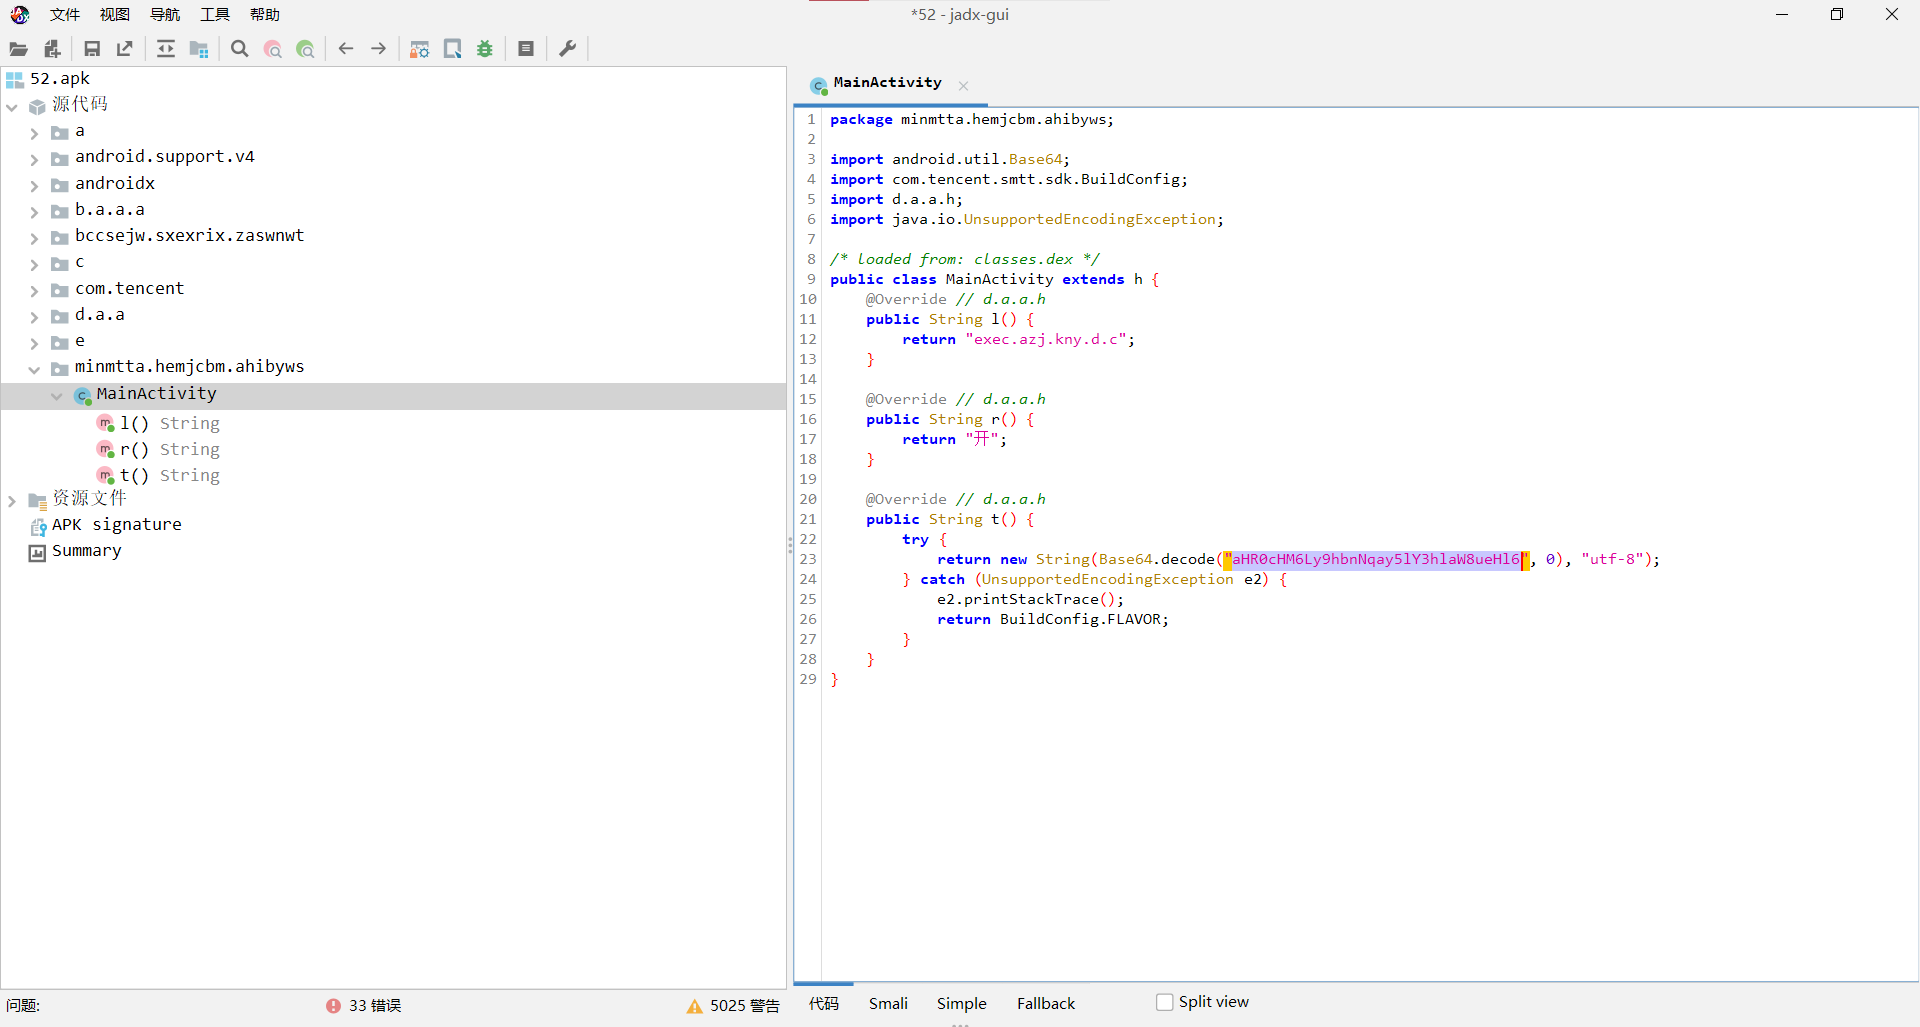 文件 视图 导航 工具 帮助
*52 - jadx-gui
52.apk
源代码
a
android.support.v4
androidx
b.a.a.a
bccsejw.sxexrix.zaswnwt
c
com.tencent
d.a.a
e
minmtta.hemjcbm.ahibyws
MainActivity
l() String
r() String
t() String
资源文件
APK signature
Summary
问题:
33 错误
5025 警告
MainActivity
1 package minmtta.hemjcbm.ahibyws;
2
3 import android.util.Base64;
4 import com.tencent.smtt.sdk.BuildConfig;
5 import d.a.a.h;
6 import java.io.UnsupportedEncodingException;
7
8 /* loaded from: classes.dex */
9 public class MainActivity extends h {
10 @Override // d.a.a.h
11 public String l() {
12 return "exec.azj.kny.d.c";
13 }
14
15 @Override // d.a.a.h
16 public String r() {
17 return "开";
18 }
19
20 @Override // d.a.a.h
21 public String t() {
22 try {
23 return new String(Base64.decode("aHR0cHM6Ly9hbnNqay5lY3hlaW8ueHl6", 0), "utf-8");
24 } catch (UnsupportedEncodingException e2) {
25 e2.printStackTrace();
26 return BuildConfig.FLAVOR;
27 }
28 }
29 }
代码 Smali Simple Fallback Split view